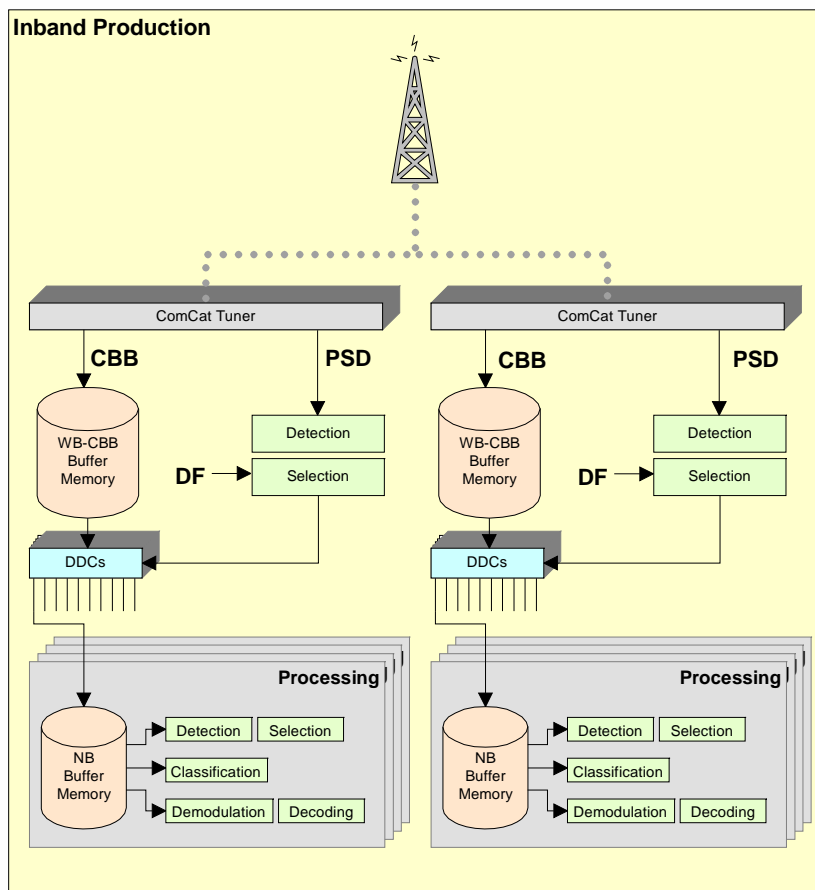 Inband Production
ComCat Tuner
ComCat Tuner
CBB
PSD
CBB
PSD
WB-CBB
Buffer
Memory
Detection
DF
Selection
WB-CBB
Buffer
Memory
Detection
DF
Selection
DDCs
DDCs
Processing
NB
Buffer
Memory
Detection
Selection
Classification
Demodulation
Decoding
Processing
NB
Buffer
Memory
Detection
Selection
Classification
Demodulation
Decoding